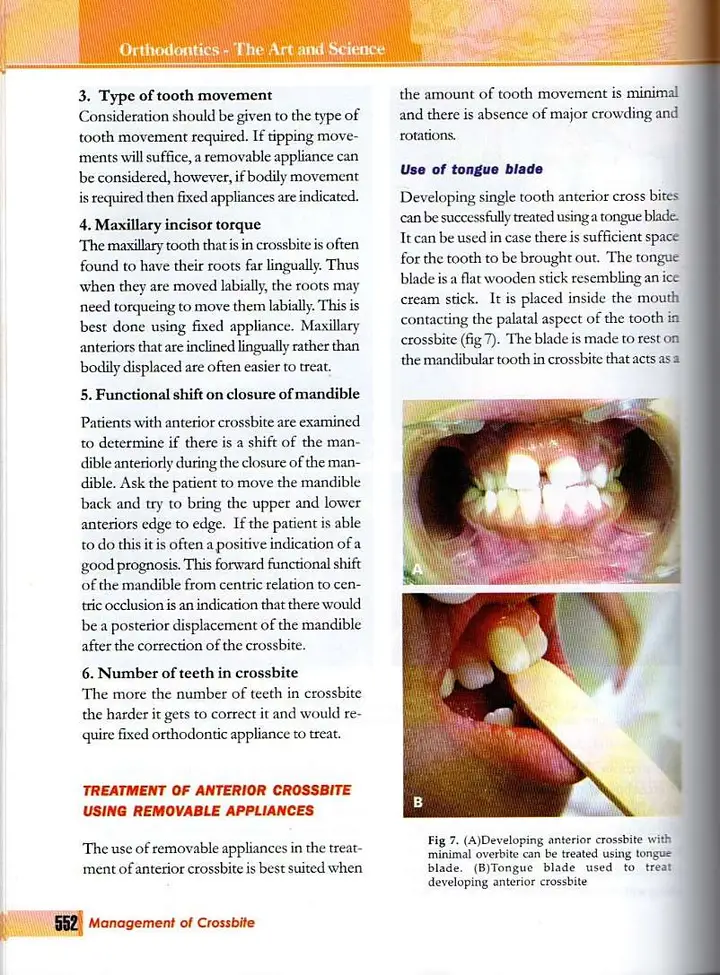 Orthodontics - The Art and Science
3. Type of tooth movement
Consideration should be given to the type of
tooth movement required. If tipping move-
ments will suffice, a removable appliance can
be considered, however, if bodily movement
is required then fixed appliances are indicated.
4. Maxillary incisor torque
The maxillary tooth that is in crossbite is often
found to have their roots far lingually. Thus
when they are moved labially, the roots may
need torqueing to move them labially. This is
best done using fixed appliance. Maxillary
anteriors that are inclined lingually rather than
bodily displaced are often easier to treat.
5. Functional shift on closure of mandible
Patients with anterior crossbite are examined
to determine if there is a shift of the man-
dible anteriorly during the closure of the man-
dible. Ask the patient to move the mandible
back and try to bring the upper and lower
anteriors edge to edge. If the patient is able
to do this it is often a positive indication of a
good prognosis. This forward functional shift
of the mandible from centric relation to cen-
tric occlusion is an indication that there would
be a posterior displacement of the mandible
after the correction of the crossbite.
6. Number of teeth in crossbite
The more the number of teeth in crossbite
the harder it gets to correct it and would re-
quire fixed orthodontic appliance to treat.
TREATMENT OF ANTERIOR CROSSBITE
USING REMOVABLE APPLIANCES
The use of removable appliances in the treat-
ment of anterior crossbite is best suited when
the amount of tooth movement is minimal
and there is absence of major crowding and
rotations.
Use of tongue blade
Developing single tooth anterior cross bites
can be successfully treated using a tongue blade.
It can be used in case there is sufficient space
for the tooth to be brought out. The tongue
blade is a flat wooden stick resembling an ice
cream stick. It is placed inside the mouth
contacting the palatal aspect of the tooth in
crossbite (fig 7). The blade is made to rest on
the mandibular tooth in crossbite that acts as a
A
B
Fig 7. (A)Developing anterior crossbite with
minimal overbite can be treated using tongue
blade. (B)Tongue blade used to treat
developing anterior crossbite
552 Management of Crossbite